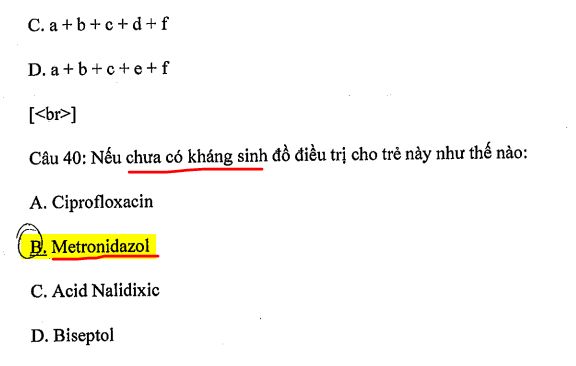 C. a + b + c + d + f
D. a + b + c + e + f
[<br>]
Câu 40: Nếu chưa có kháng sinh đồ điều trị cho trẻ này như thế nào:
A. Ciprofloxacin
B. Metronidazol
C. Acid Nalidixic
D. Biseptol